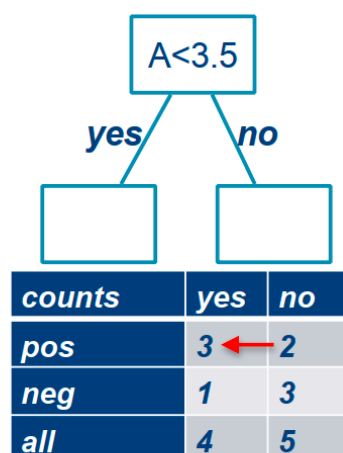 A<3.5
yes no
counts yes no
pos 3 2
neg 1 3
all 4 5